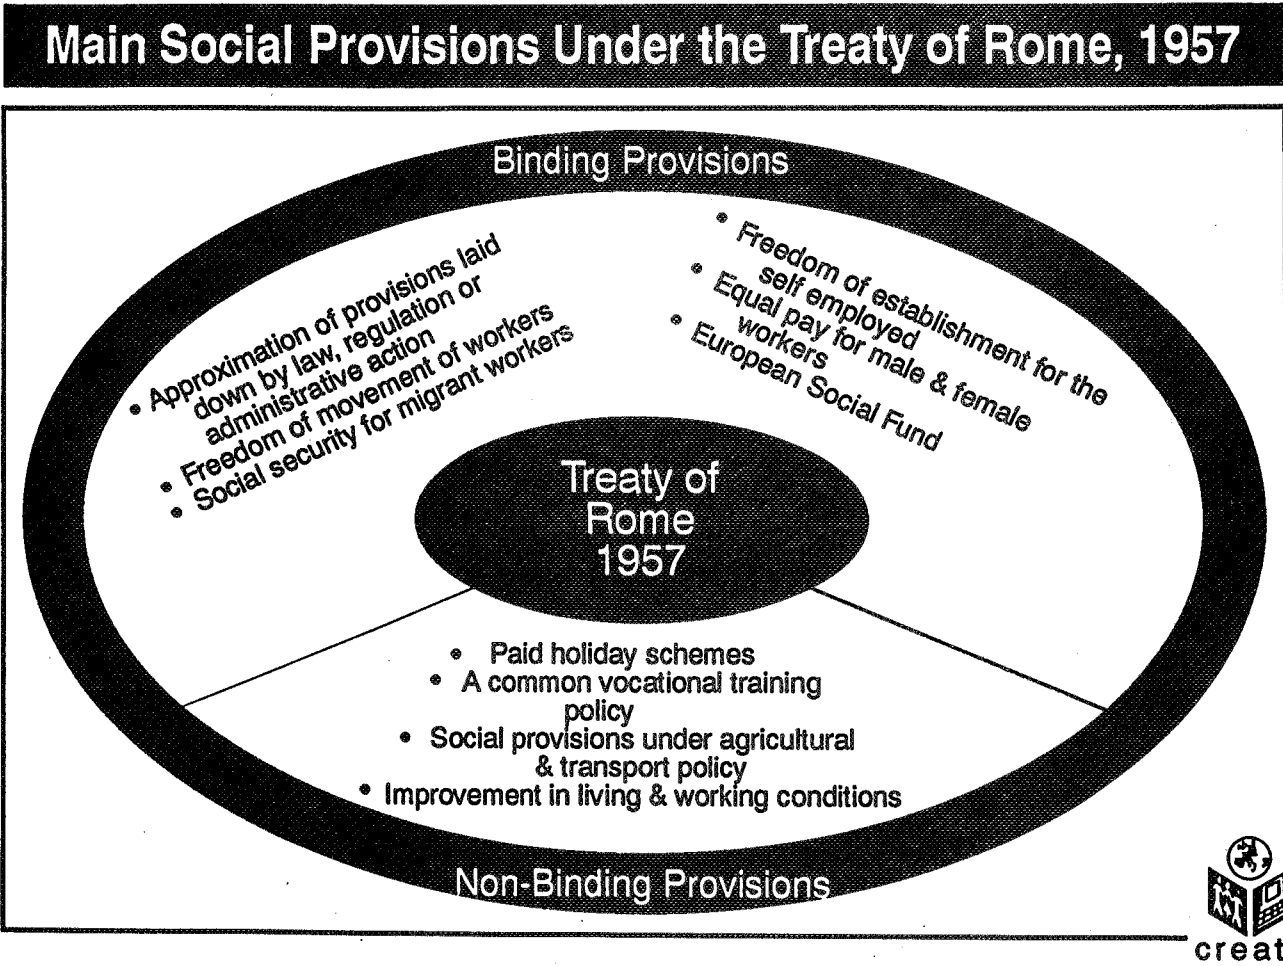 Main Social Provisions Under the Treaty of Rome, 1957
Binding Provisions
• Approximation of provisions laid
down by law, regulation or
administrative action
• Freedom of movement of workers
• Social security for migrant workers
• Freedom of establishment for the
self employed
• Equal pay for male & female
workers
• European Social Fund
Treaty of
Rome
1957
• Paid holiday schemes
• A common vocational training
policy
• Social provisions under agricultural
& transport policy
• Improvement in living & working conditions
Non-Binding Provisions
creat